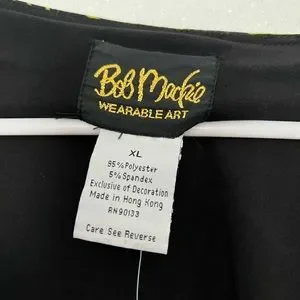 Bob Mackie
WEARABLE ART
XL
95% Polyester
5% Spandex
Exclusive of Decoration
Made in Hong Kong
RN90133
Care See Reverse